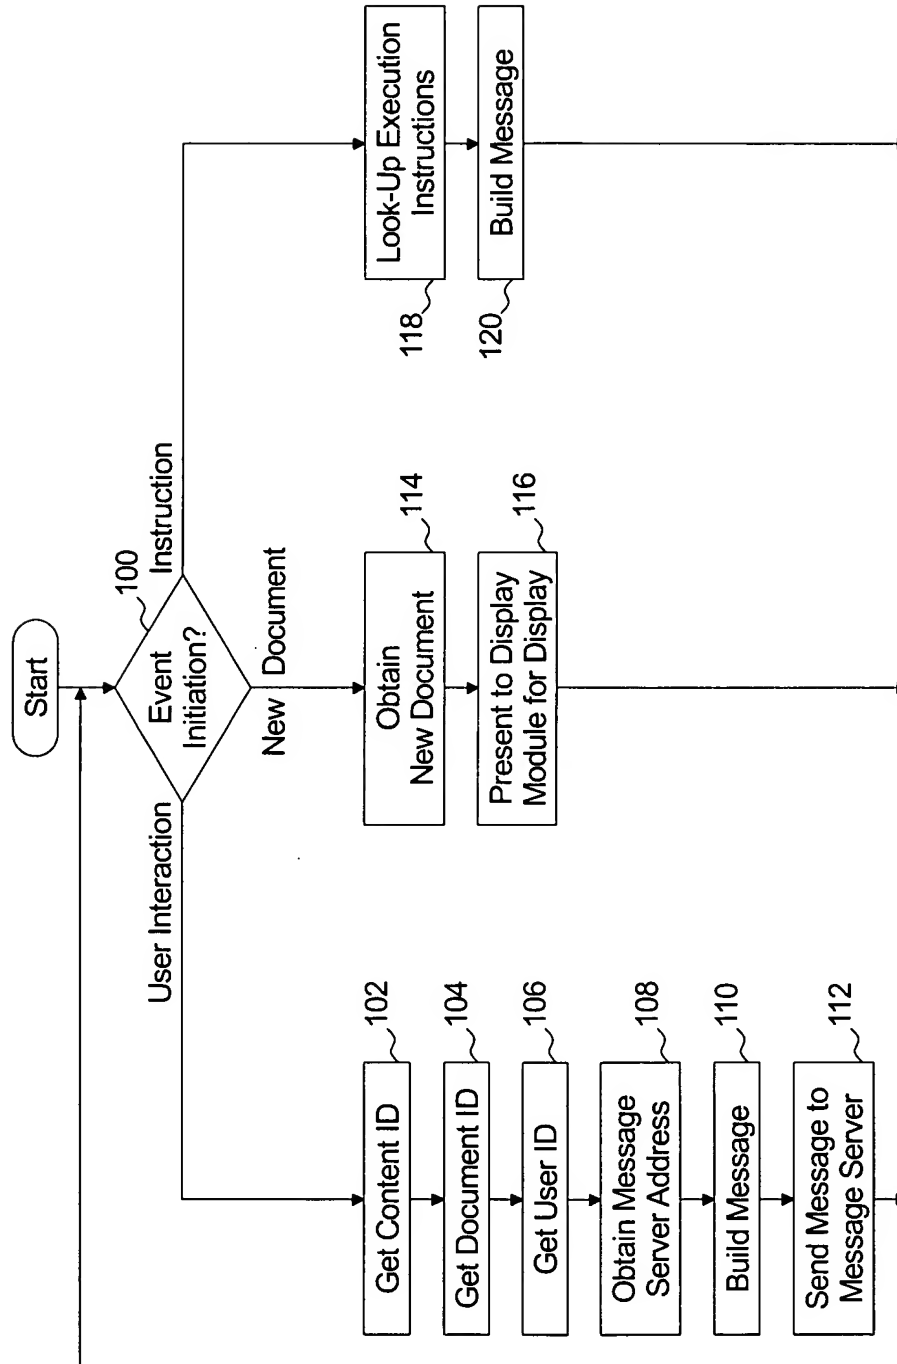 Start
100
Event
Initiation?
User Interaction
New Document
Instruction
Get Content ID
102
Get Document ID
104
Get User ID
106
Obtain Message
Server Address
108
Build Message
110
Send Message to
Message Server
112
Obtain
New Document
114
Present to Display
Module for Display
116
Look-Up Execution
Instructions
118
Build Message
120